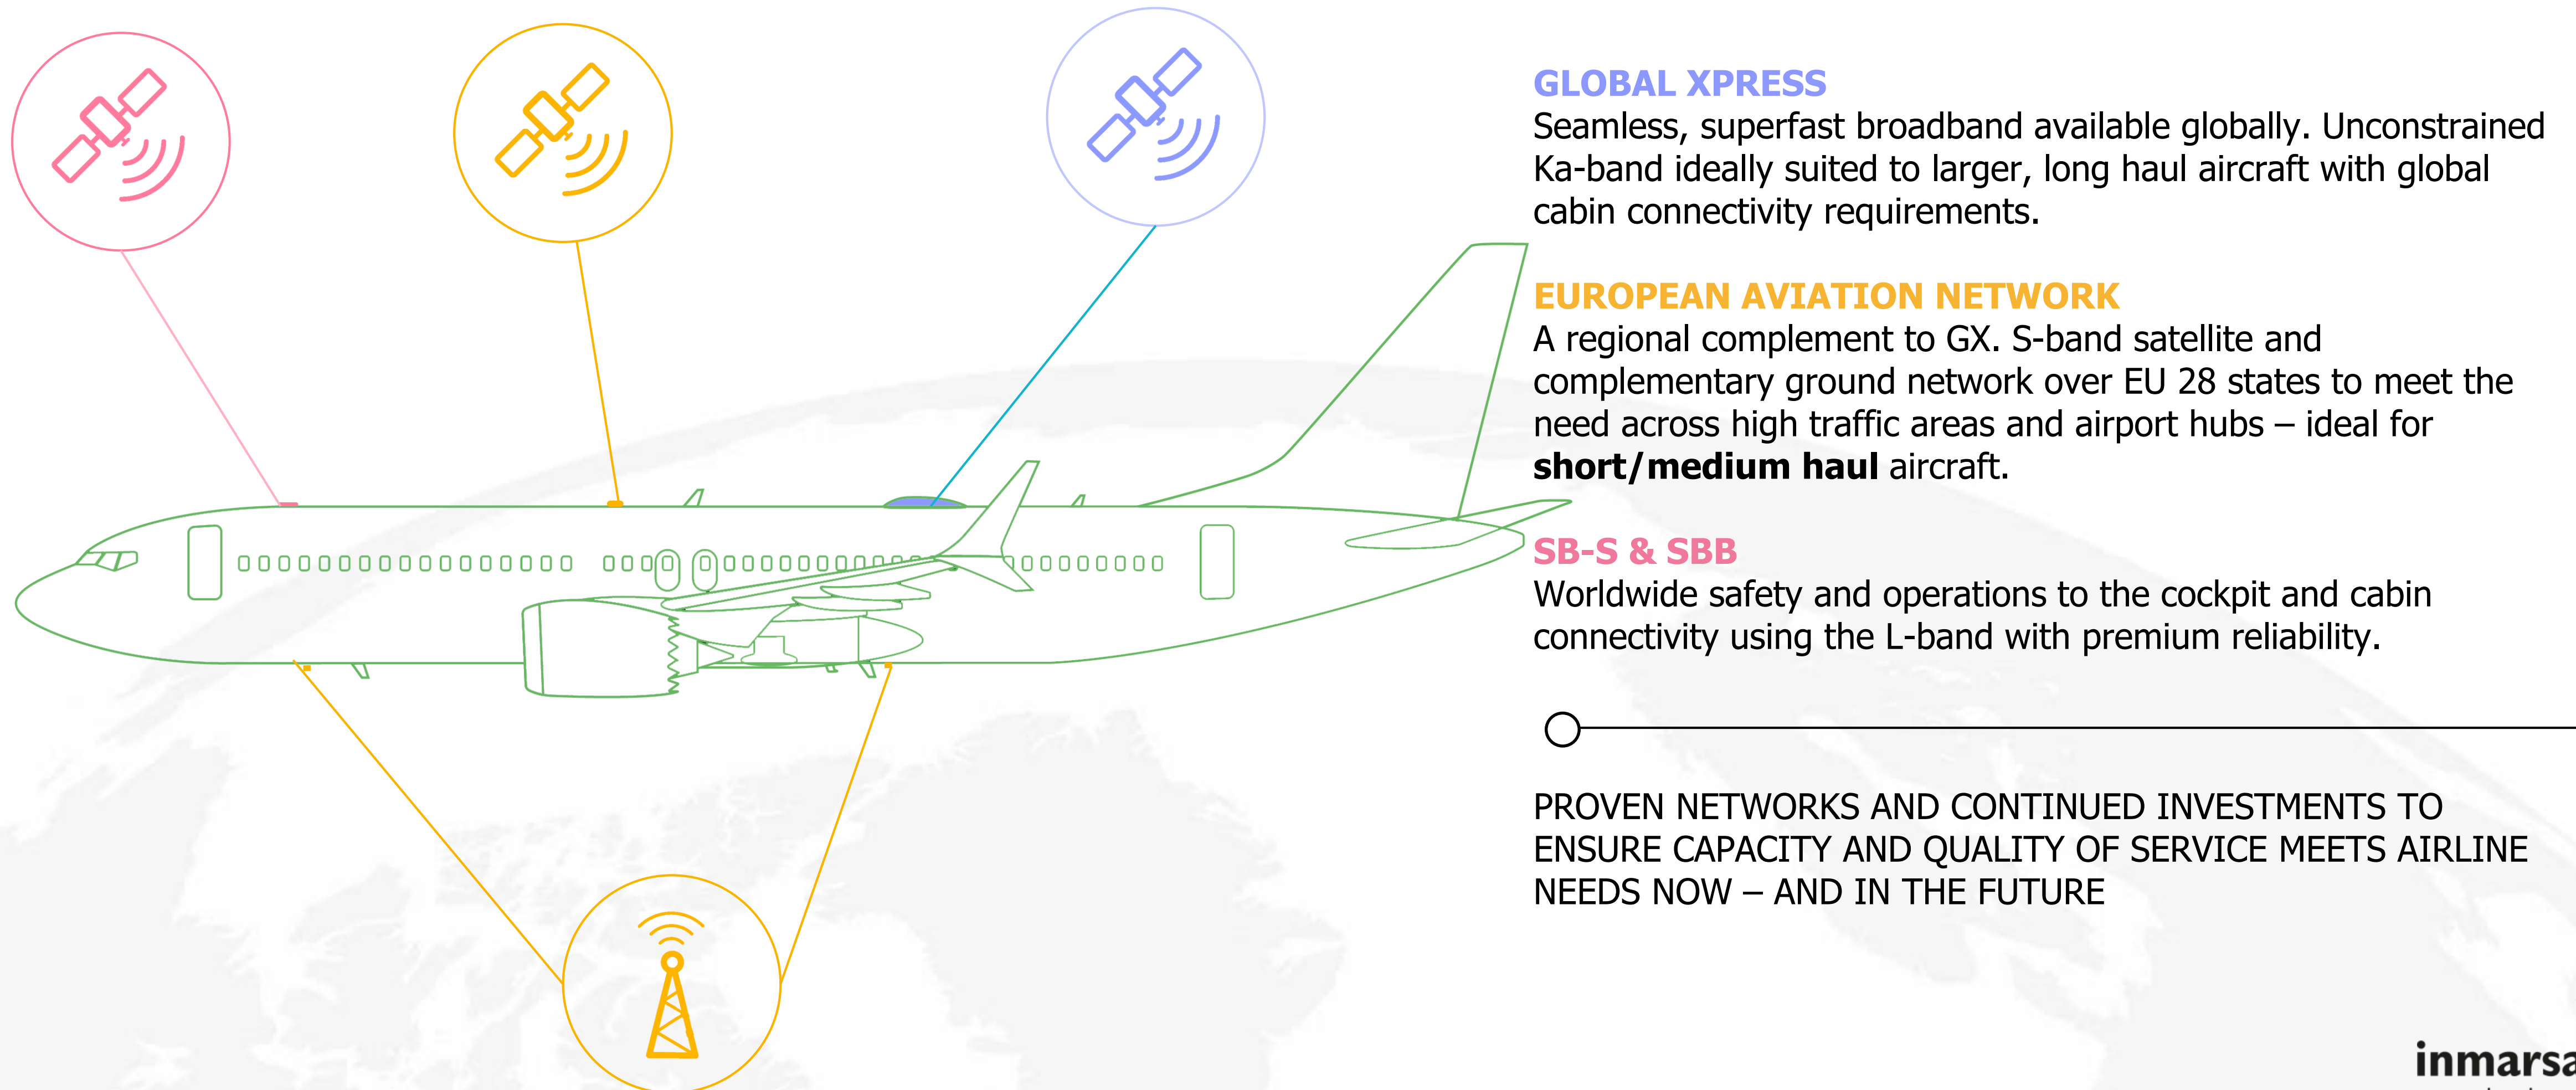 GLOBAL XPRESS
Seamless, superfast broadband available globally. Unconstrained
Ka-band ideally suited to larger, long haul aircraft with global
cabin connectivity requirements.
EUROPEAN AVIATION NETWORK
A regional complement to GX. S-band satellite and
complementary ground network over EU 28 states to meet the
need across high traffic areas and airport hubs – ideal for
short/medium haul aircraft.
SB-S & SBB
Worldwide safety and operations to the cockpit and cabin
connectivity using the L-band with premium reliability.
PROVEN NETWORKS AND CONTINUED INVESTMENTS TO
ENSURE CAPACITY AND QUALITY OF SERVICE MEETS AIRLINE
NEEDS NOW – AND IN THE FUTURE
inmarsa